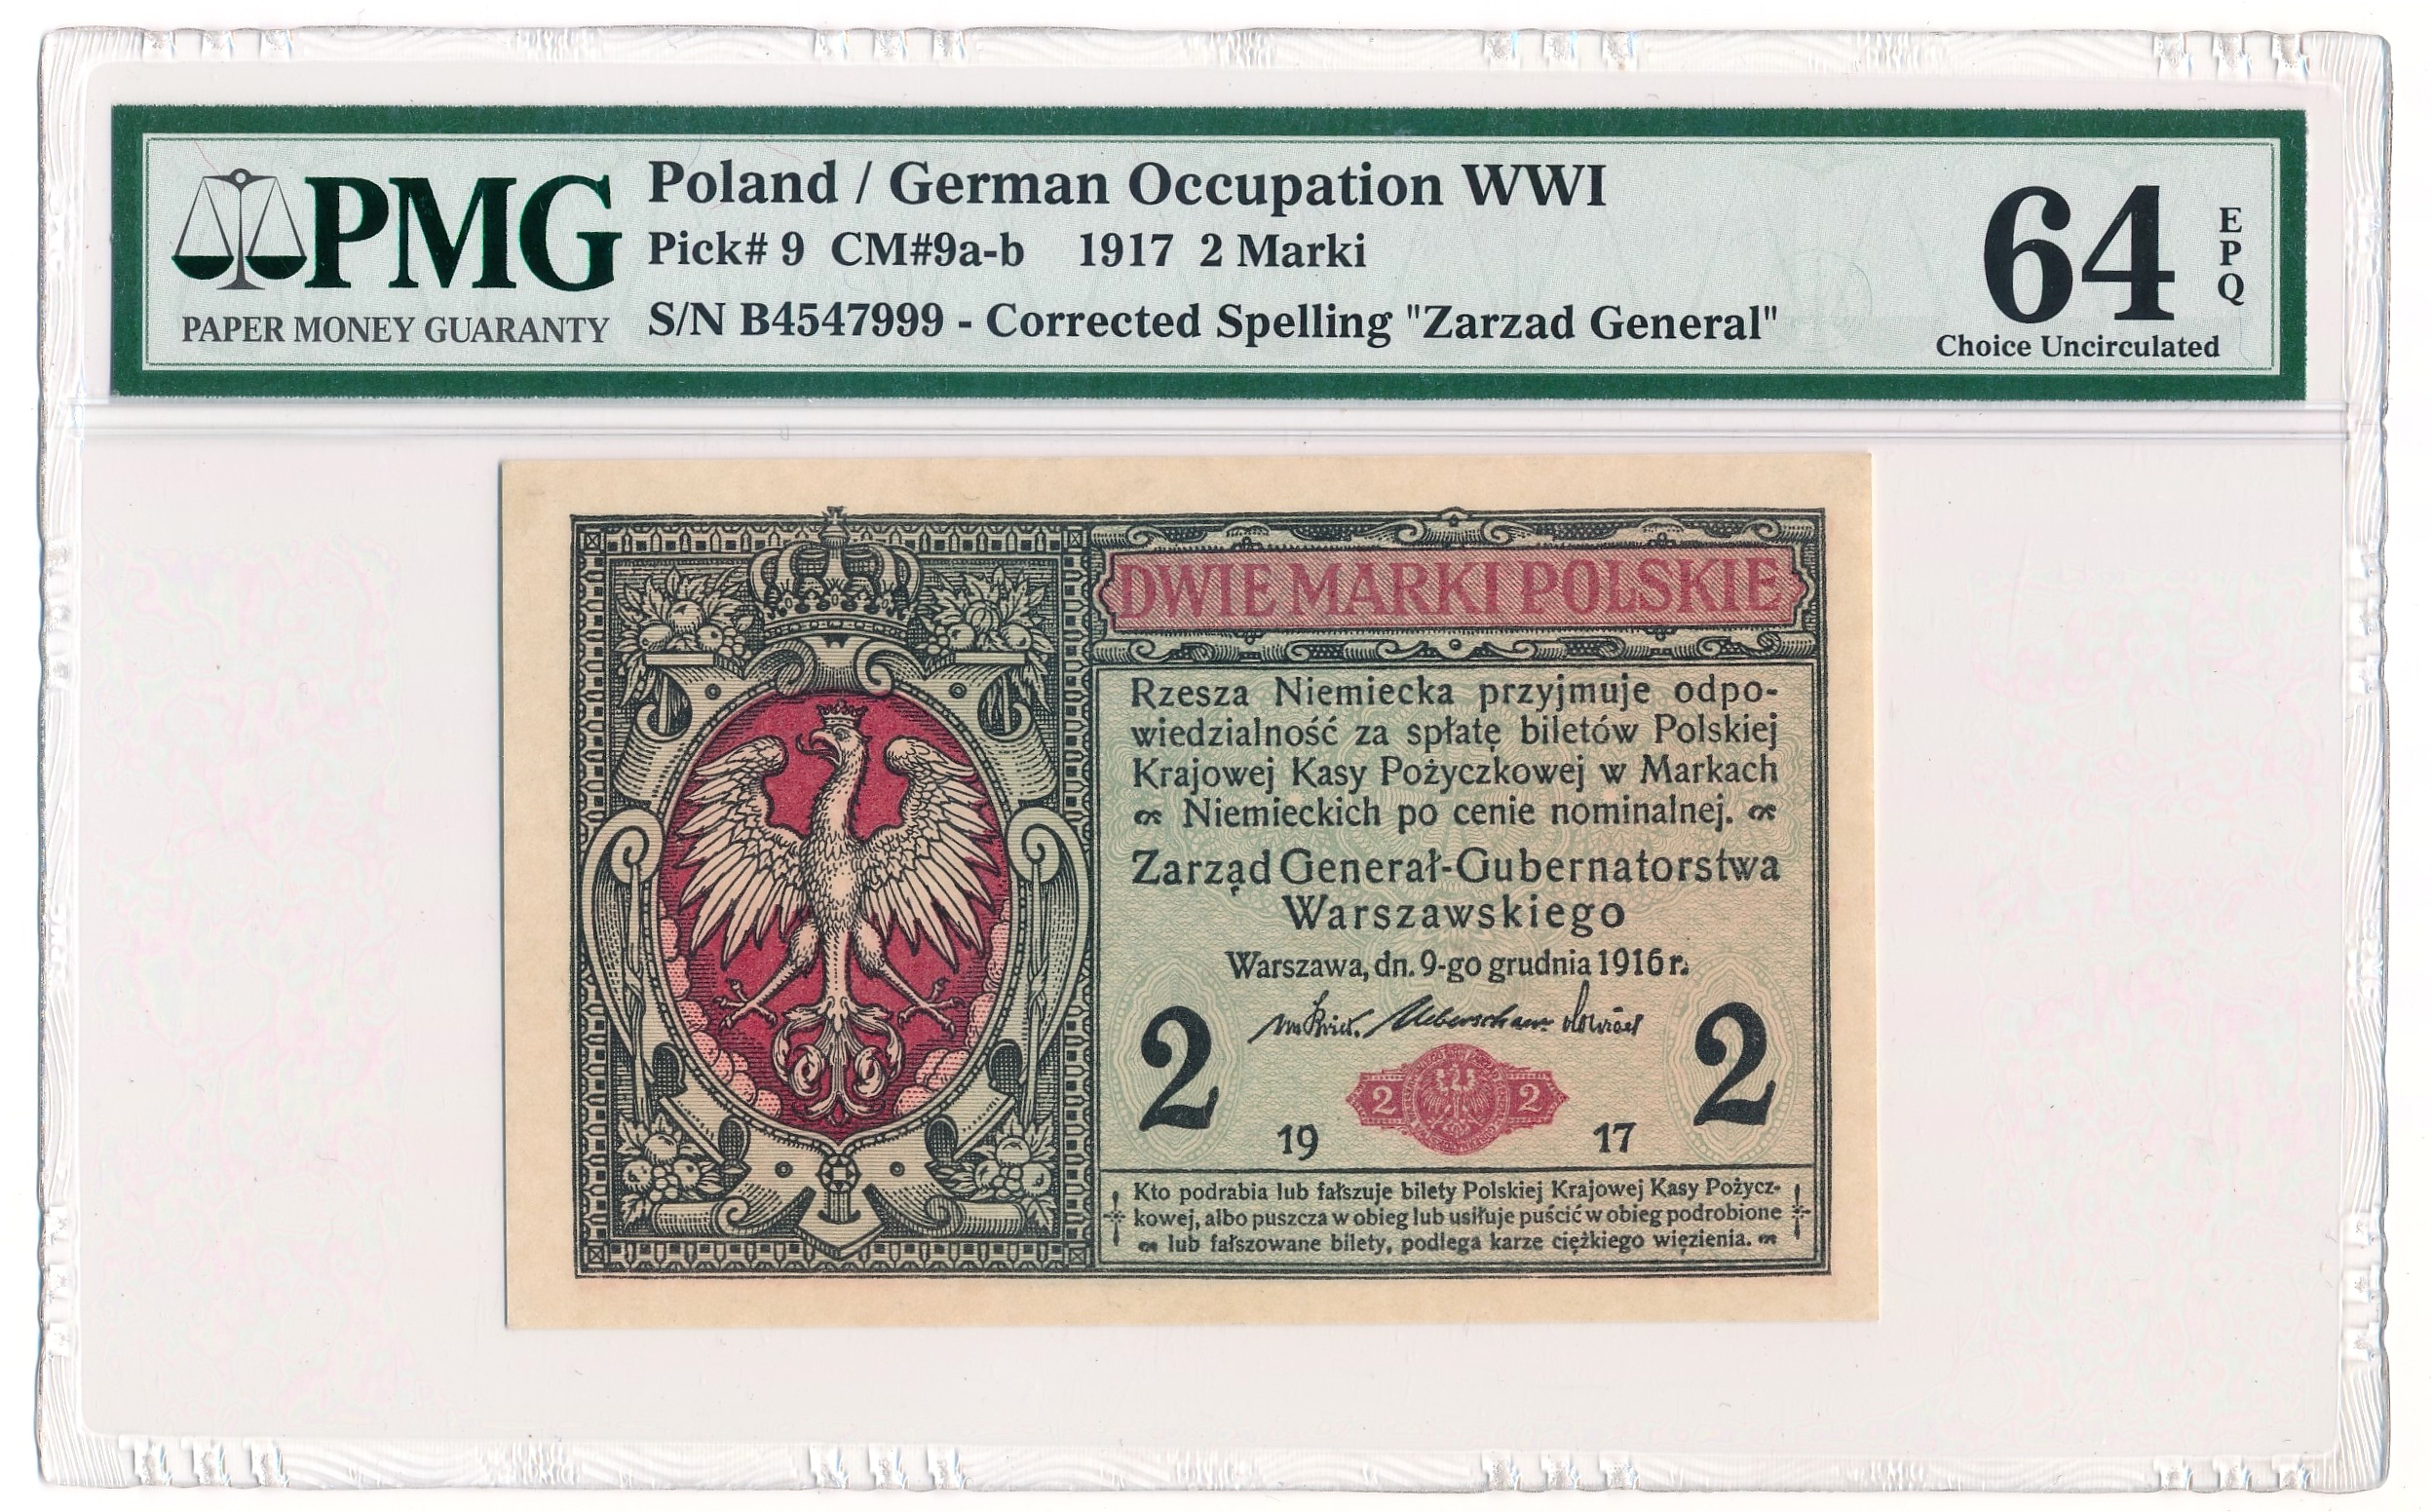 PMG
PAPER MONEY GUARANTY
Poland / German Occupation WWI
Pick# 9 CM#9a-b 1917 2 Marki
S/N B4547999 - Corrected Spelling "Zarzad General"
64
EPQ
Choice Uncirculated
DWIE MARKI POLSKIE
Rzesza Niemiecka przyjmuje odpo-
wiedzialność za spłatę biletów Polskiej
Krajowej Kasy Pożyczkowej w Markach
Niemieckich po cenie nominalnej.
Zarząd Generał-Gubernatorstwa
Warszawskiego
Warszawa, dn. 9-go grudnia 1916 r.
2 2
2 2
19 17
Kto podrabia lub fałszuje bilety Polskiej Krajowej Kasy Pożycz-
kowej, albo puszcza w obieg lub usiłuje puścić w obieg podrobione
lub fałszowane bilety, podlega karze ciężkiego więzienia.